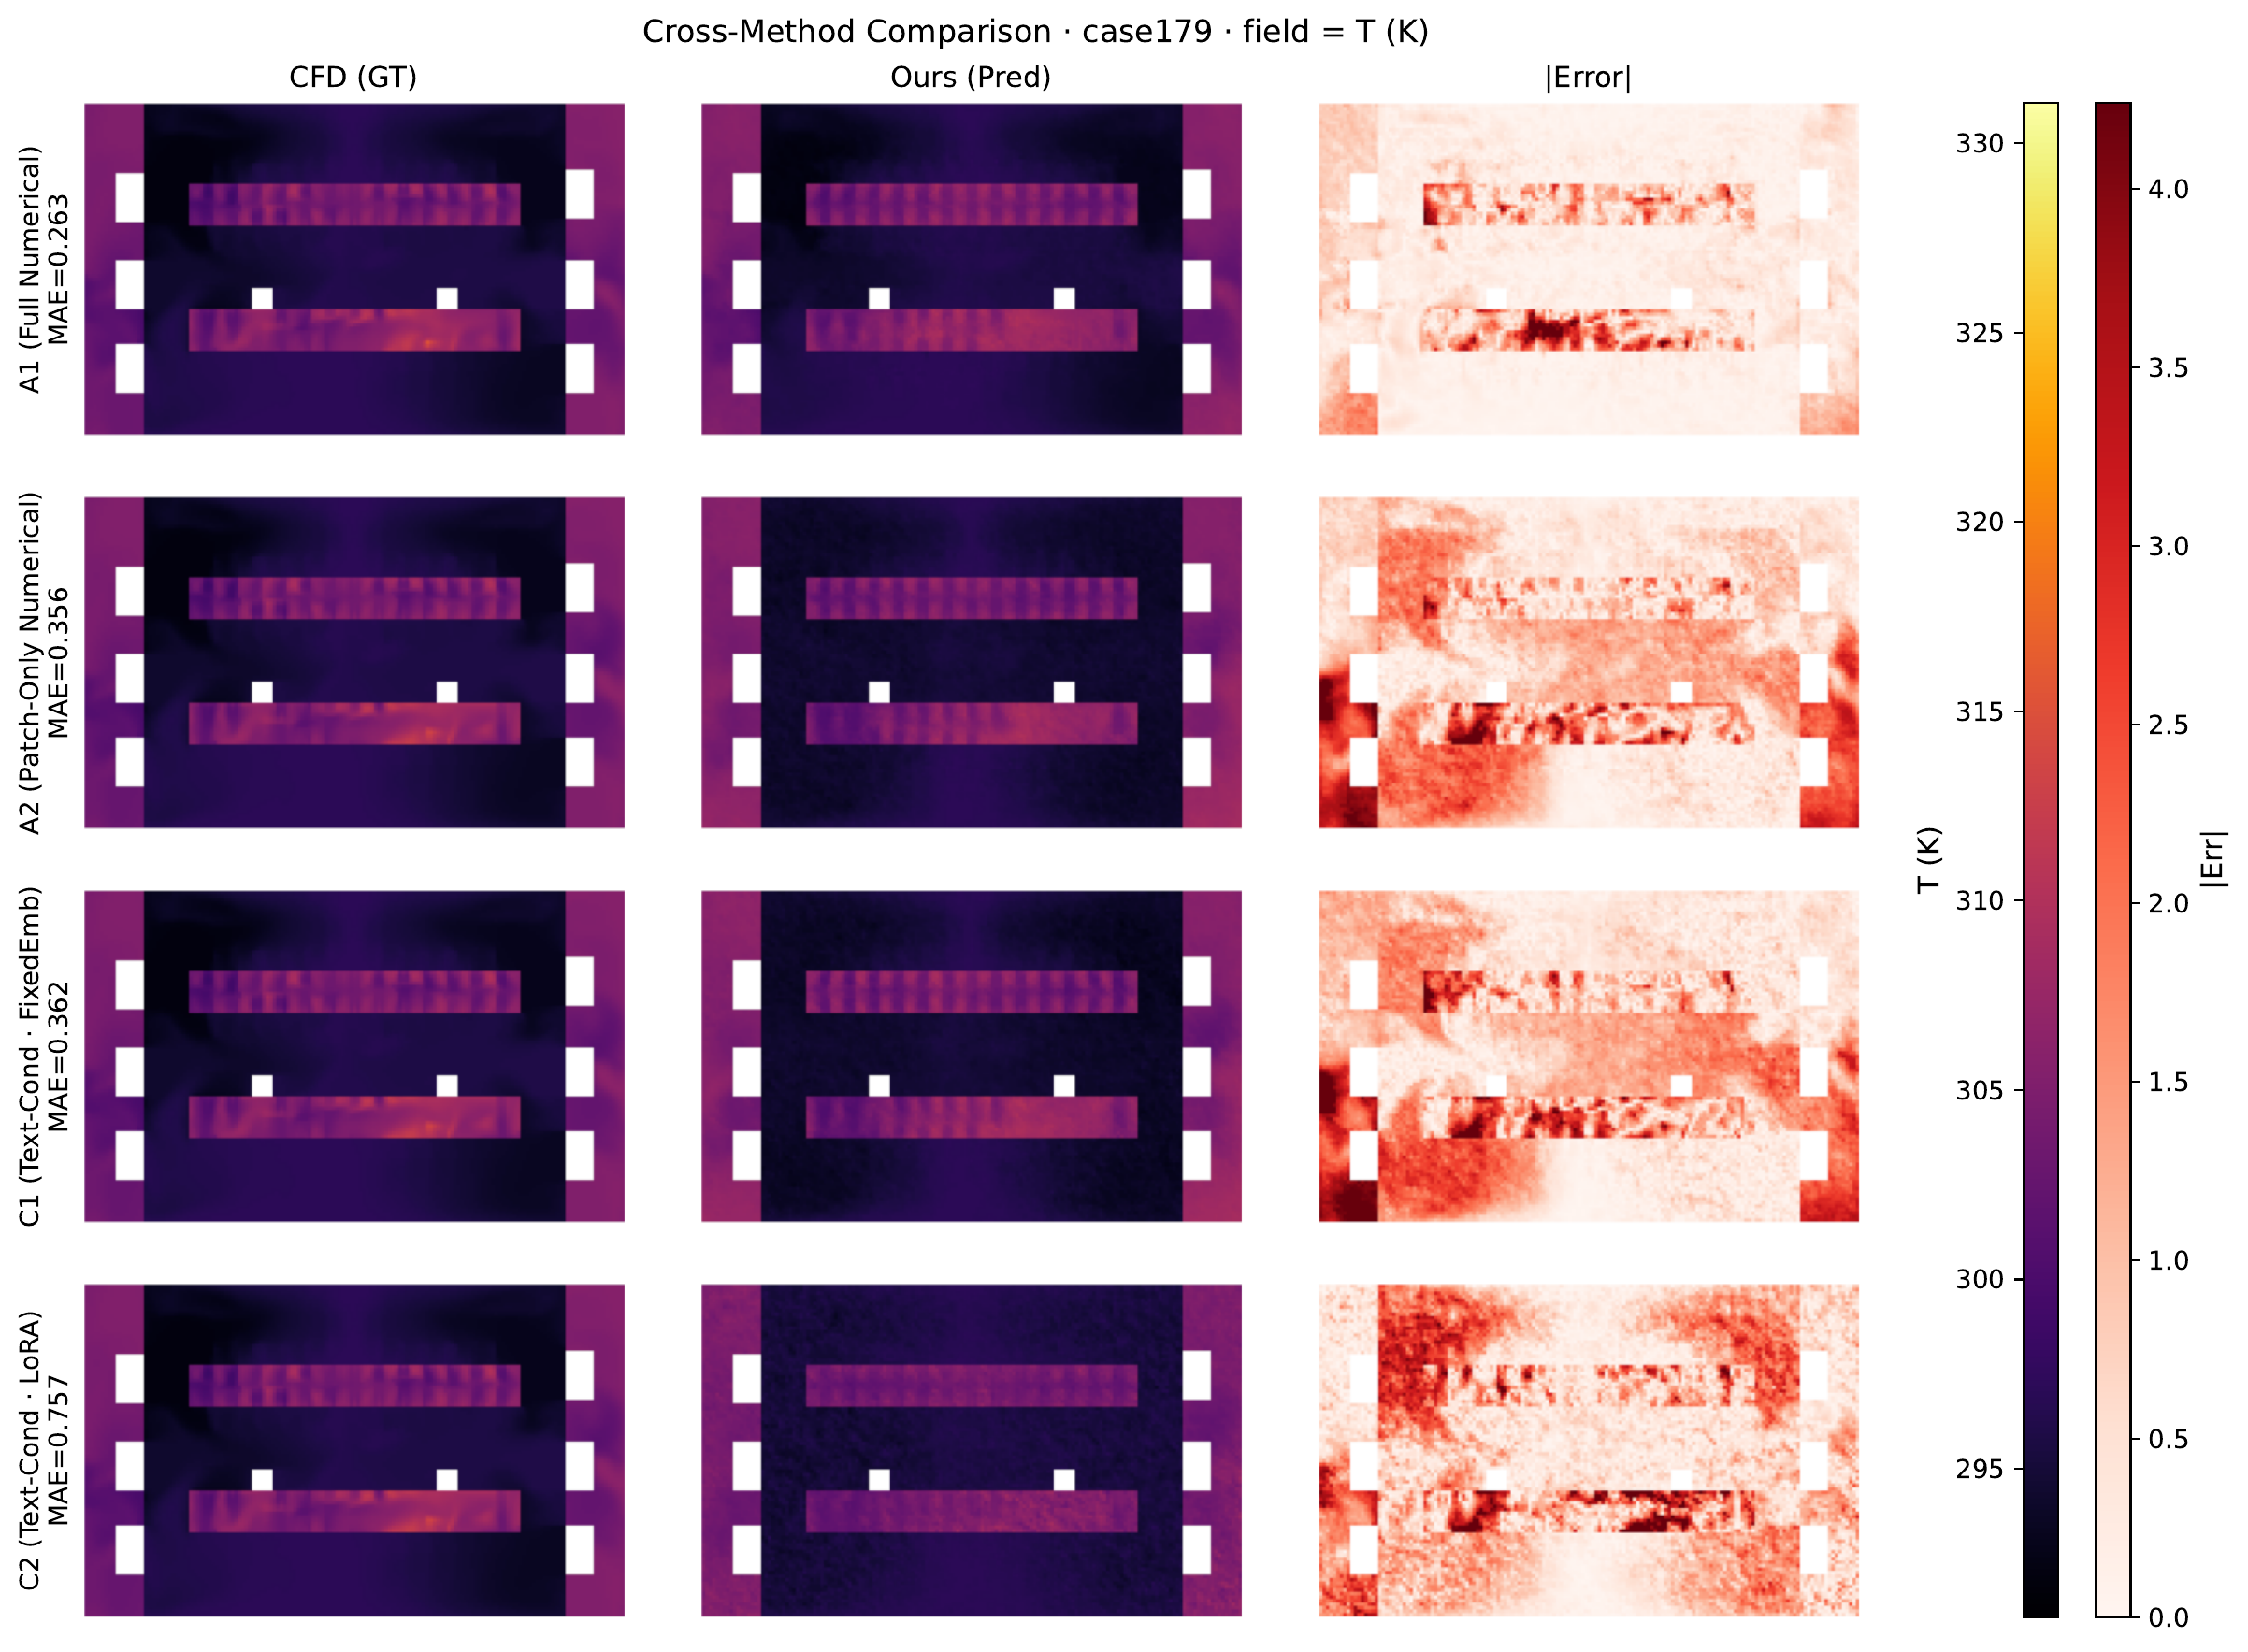 Cross-Method Comparison · case179 · field = T (K)
CFD (GT)
Ours (Pred)
|Error|
A1 (Full Numerical)
MAE=0.263
A2 (Patch-Only Numerical)
MAE=0.356
C1 (Text-Cond · FixedEmb)
MAE=0.362
C2 (Text-Cond · LoRA)
MAE=0.757
T (K)
330
325
320
315
310
305
300
295
|Err|
4.0
3.5
3.0
2.5
2.0
1.5
1.0
0.5
0.0